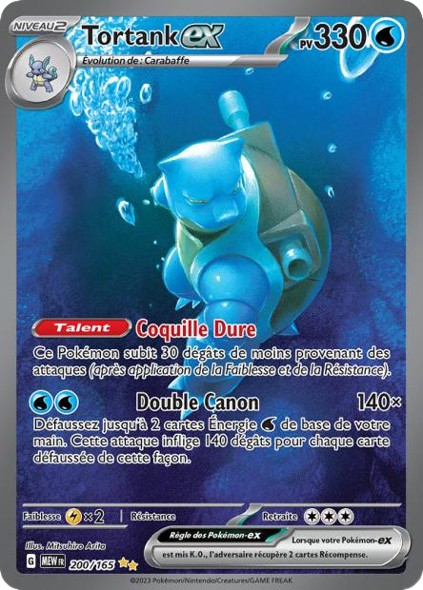 NIVEAU 2 Tortank ex PV 330
Évolution de : Carabaffe
Talent Coquille Dure
Ce Pokémon subit 30 dégâts de moins provenant des
attaques (après application de la Faiblesse et de la Résistance).
Double Canon 140×
Défaussez jusqu'à 2 cartes Énergie de base de votre
main. Cette attaque inflige 140 dégâts pour chaque carte
défaussée de cette façon.
Faiblesse ×2 Résistance Retraite
Illus. Mitsuhiro Arita
Règle des Pokémon-ex Lorsque votre Pokémon-ex
est mis K.O., l'adversaire récupère 2 cartes Récompense.
G MEW FR 200/165
©2023 Pokémon/Nintendo/Creatures/GAME FREAK